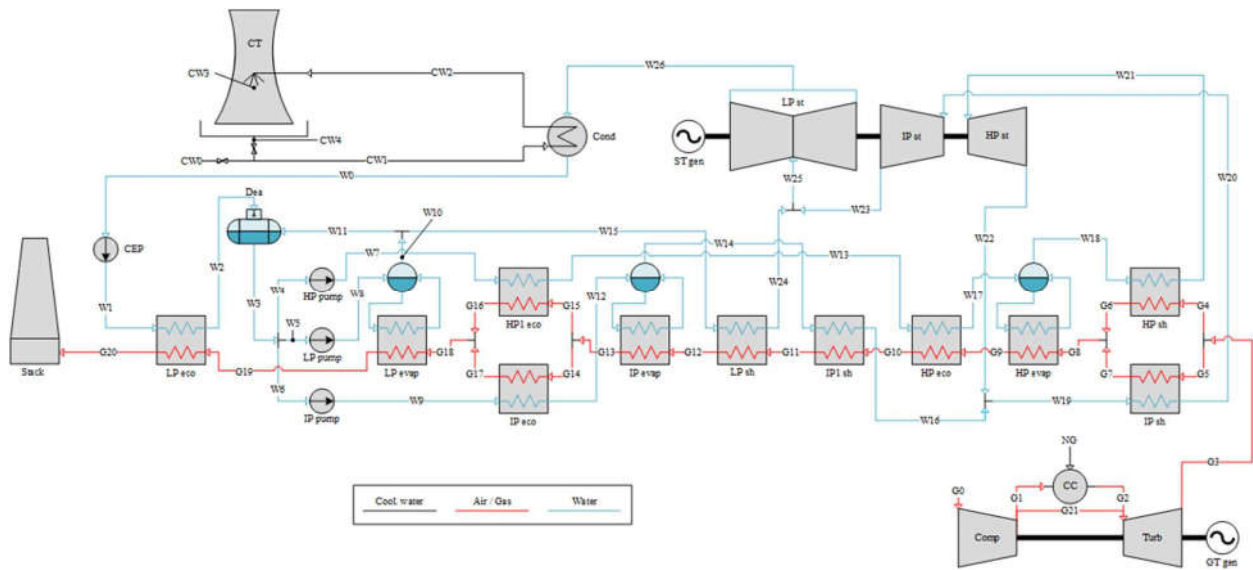 CT
W26
W21
CW3
CW2
LP st
Cond
ST gen
IP st
HP st
CW4
CW0
CW1
W0
W25
W20
Dea
W10
W23
CEP
W2
W11
W7
W15
W14
W22
W18
W3
W4
HP pump
W8
W13
W12
W24
W17
W1
G16
HP1 eco
G15
G6
HP sh
G4
W5
LP pump
G18
G13
G12
G11
G10
G9
G8
G20
G19
G17
G14
G7
G5
Stack
LP eco
LP evap
IP evap
LP sh
IP1 sh
HP eco
HP evap
W6
IP pump
W9
IP eco
W16
W19
IP sh
NG
G3
Cool water
Air / Gas
Water
G0
G1
CC
G2
G21
Comp
Turb
GT gen